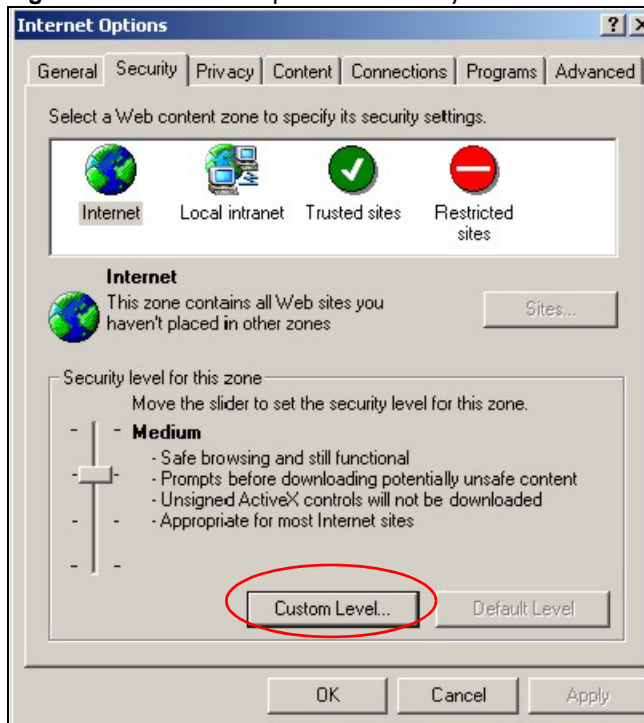 Internet Options
General Security Privacy Content Connections Programs Advanced
Select a Web content zone to specify its security settings.
Internet Local intranet Trusted sites Restricted sites
Internet
This zone contains all Web sites you
haven't placed in other zones
Sites...
Security level for this zone
Move the slider to set the security level for this zone.
Medium
- Safe browsing and still functional
- Prompts before downloading potentially unsafe content
- Unsigned ActiveX controls will not be downloaded
- Appropriate for most Internet sites
Custom Level... Default Level
OK Cancel Apply